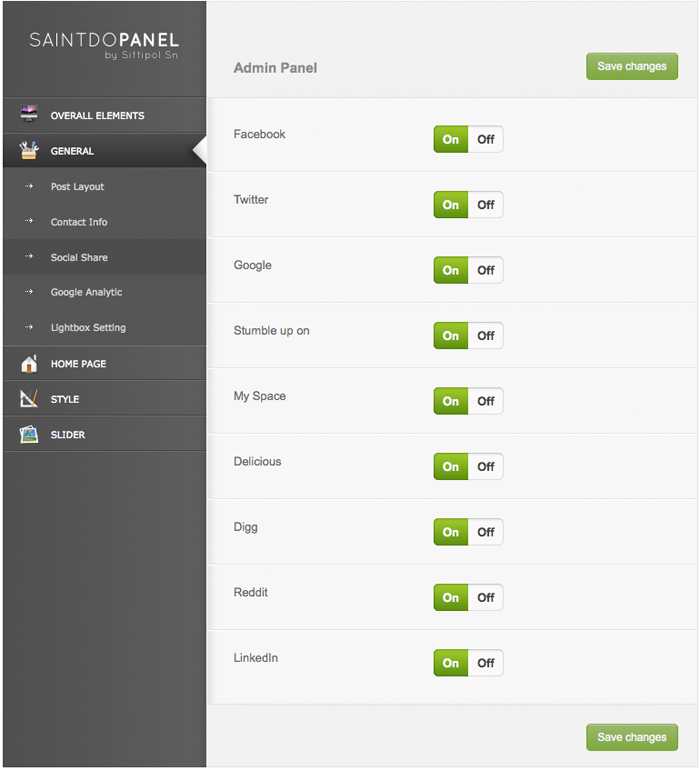 SAINTDOPANEL
by Sittipol Sn
OVERALL ELEMENTS
GENERAL
Post Layout
Contact Info
Social Share
Google Analytic
Lightbox Setting
HOME PAGE
STYLE
SLIDER
Admin Panel Save changes
Facebook On Off
Twitter On Off
Google On Off
Stumble up on On Off
My Space On Off
Delicious On Off
Digg On Off
Reddit On Off
LinkedIn On Off
Save changes